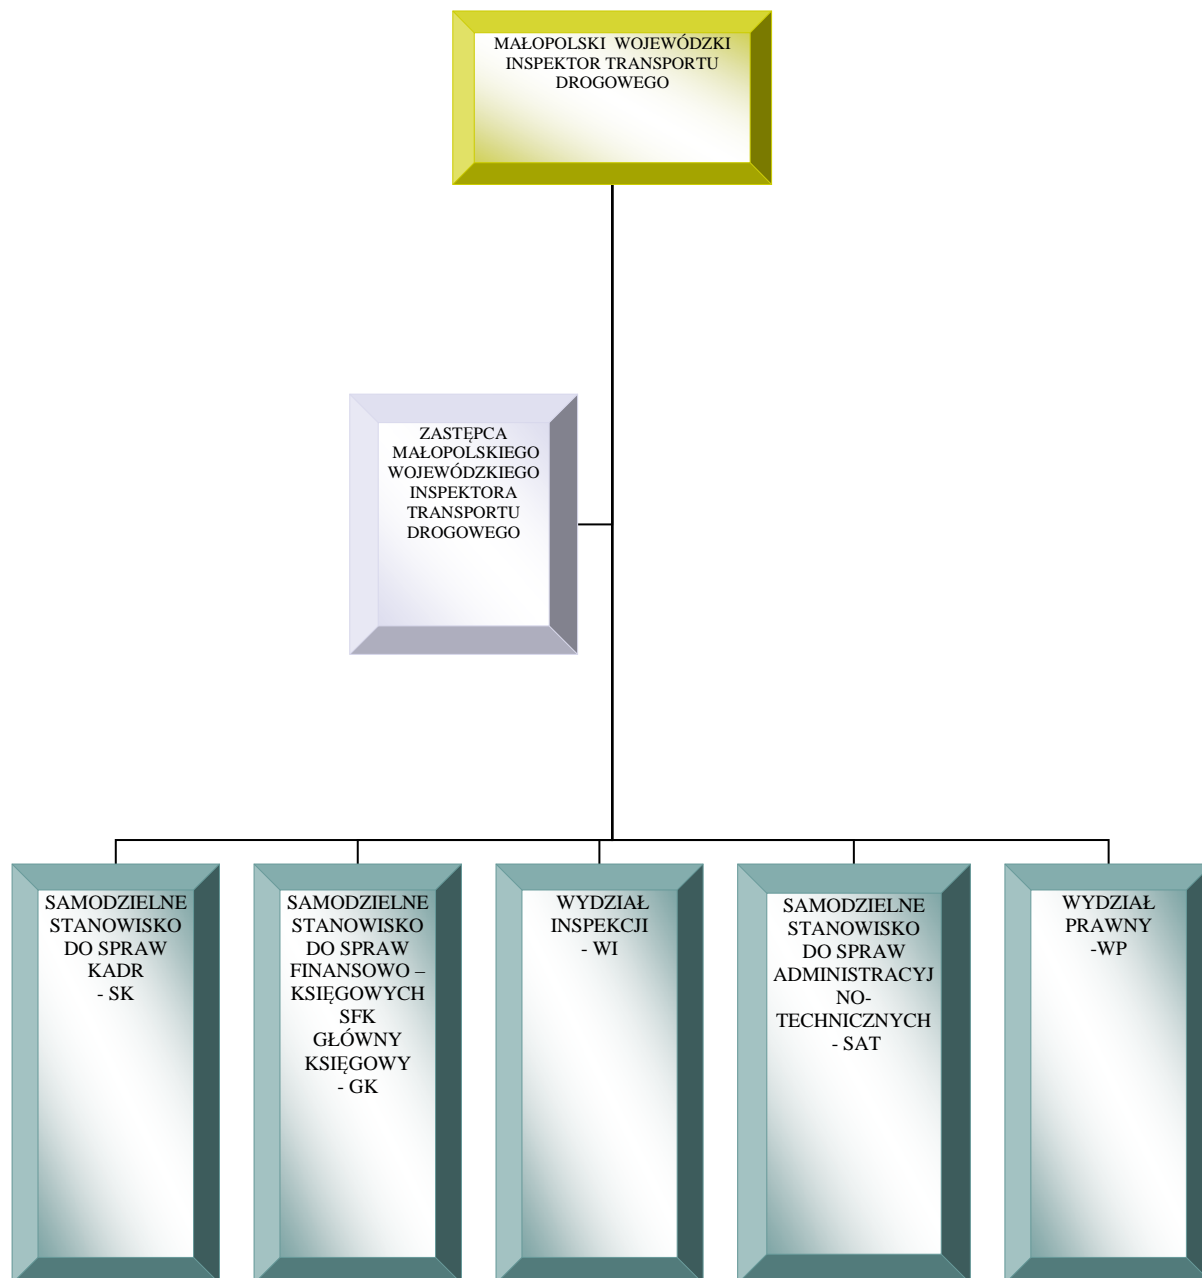 MAŁOPOLSKI WOJEWÓDZKI
INSPEKTOR TRANSPORTU
DROGOWEGO
ZASTĘPCA
MAŁOPOLSKIEGO
WOJEWÓDZKIEGO
INSPEKTORA
TRANSPORTU
DROGOWEGO
SAMODZIELNE
STANOWISKO
DO SPRAW
KADR
- SK
SAMODZIELNE
STANOWISKO
DO SPRAW
FINANSOWO –
KSIĘGOWYCH
SFK
GŁÓWNY
KSIĘGOWY
- GK
WYDZIAŁ
INSPEKCJI
- WI
SAMODZIELNE
STANOWISKO
DO SPRAW
ADMINISTRACYJ
NO-
TECHNICZNYCH
- SAT
WYDZIAŁ
PRAWNY
-WP